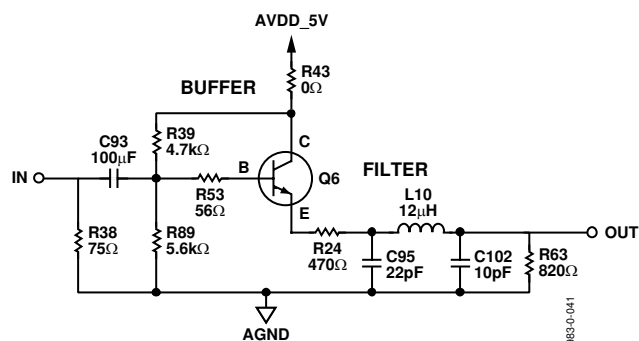 AVDD_5V
R43
0Ω
BUFFER
C93
100μF
R39
4.7kΩ
C
B
Q6
FILTER
IN
R53
56Ω
E
L10
12μH
OUT
R38
75Ω
R89
5.6kΩ
R24
470Ω
C95
22pF
C102
10pF
R63
820Ω
AGND